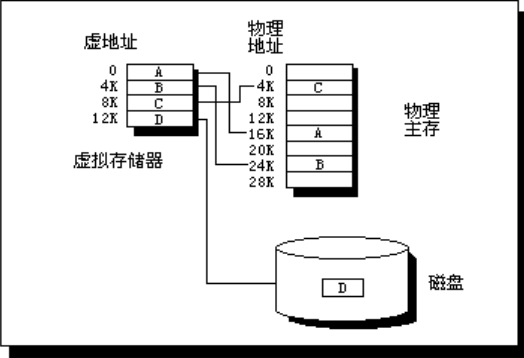 虚地址
0 A
4K B
8K C
12K D
虚拟存储器
物理
地址
0
4K C
8K
12K
16K A
20K
24K B
28K
物理
主存
D
磁盘